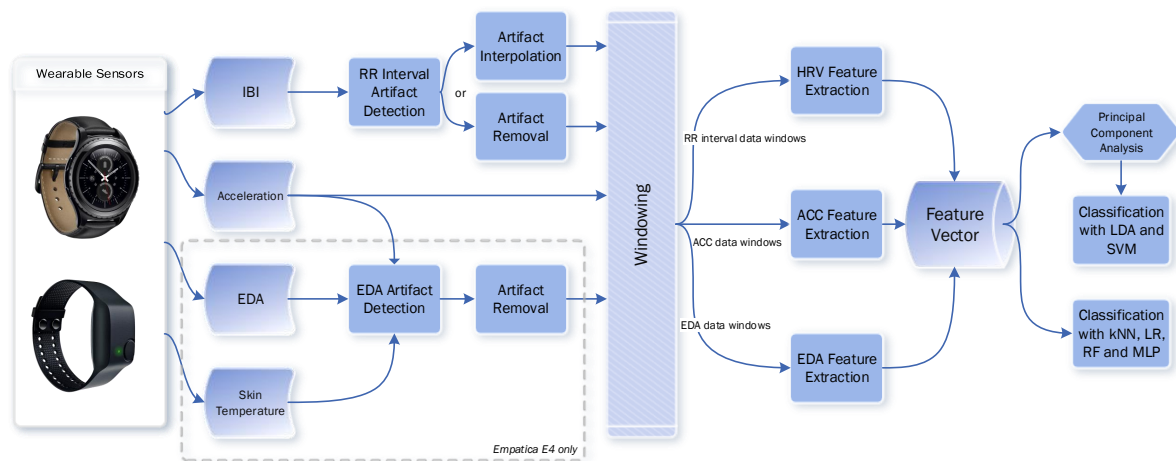 Wearable Sensors
IBI
Acceleration
EDA
Skin
Temperature
RR Interval
Artifact
Detection
or
Artifact
Interpolation
Artifact
Removal
EDA Artifact
Detection
Artifact
Removal
Empatica E4 only
Windowing
RR interval data windows
ACC data windows
EDA data windows
HRV Feature
Extraction
ACC Feature
Extraction
EDA Feature
Extraction
Feature
Vector
Principal
Component
Analysis
Classification
with LDA and
SVM
Classification
with kNN, LR,
RF and MLP